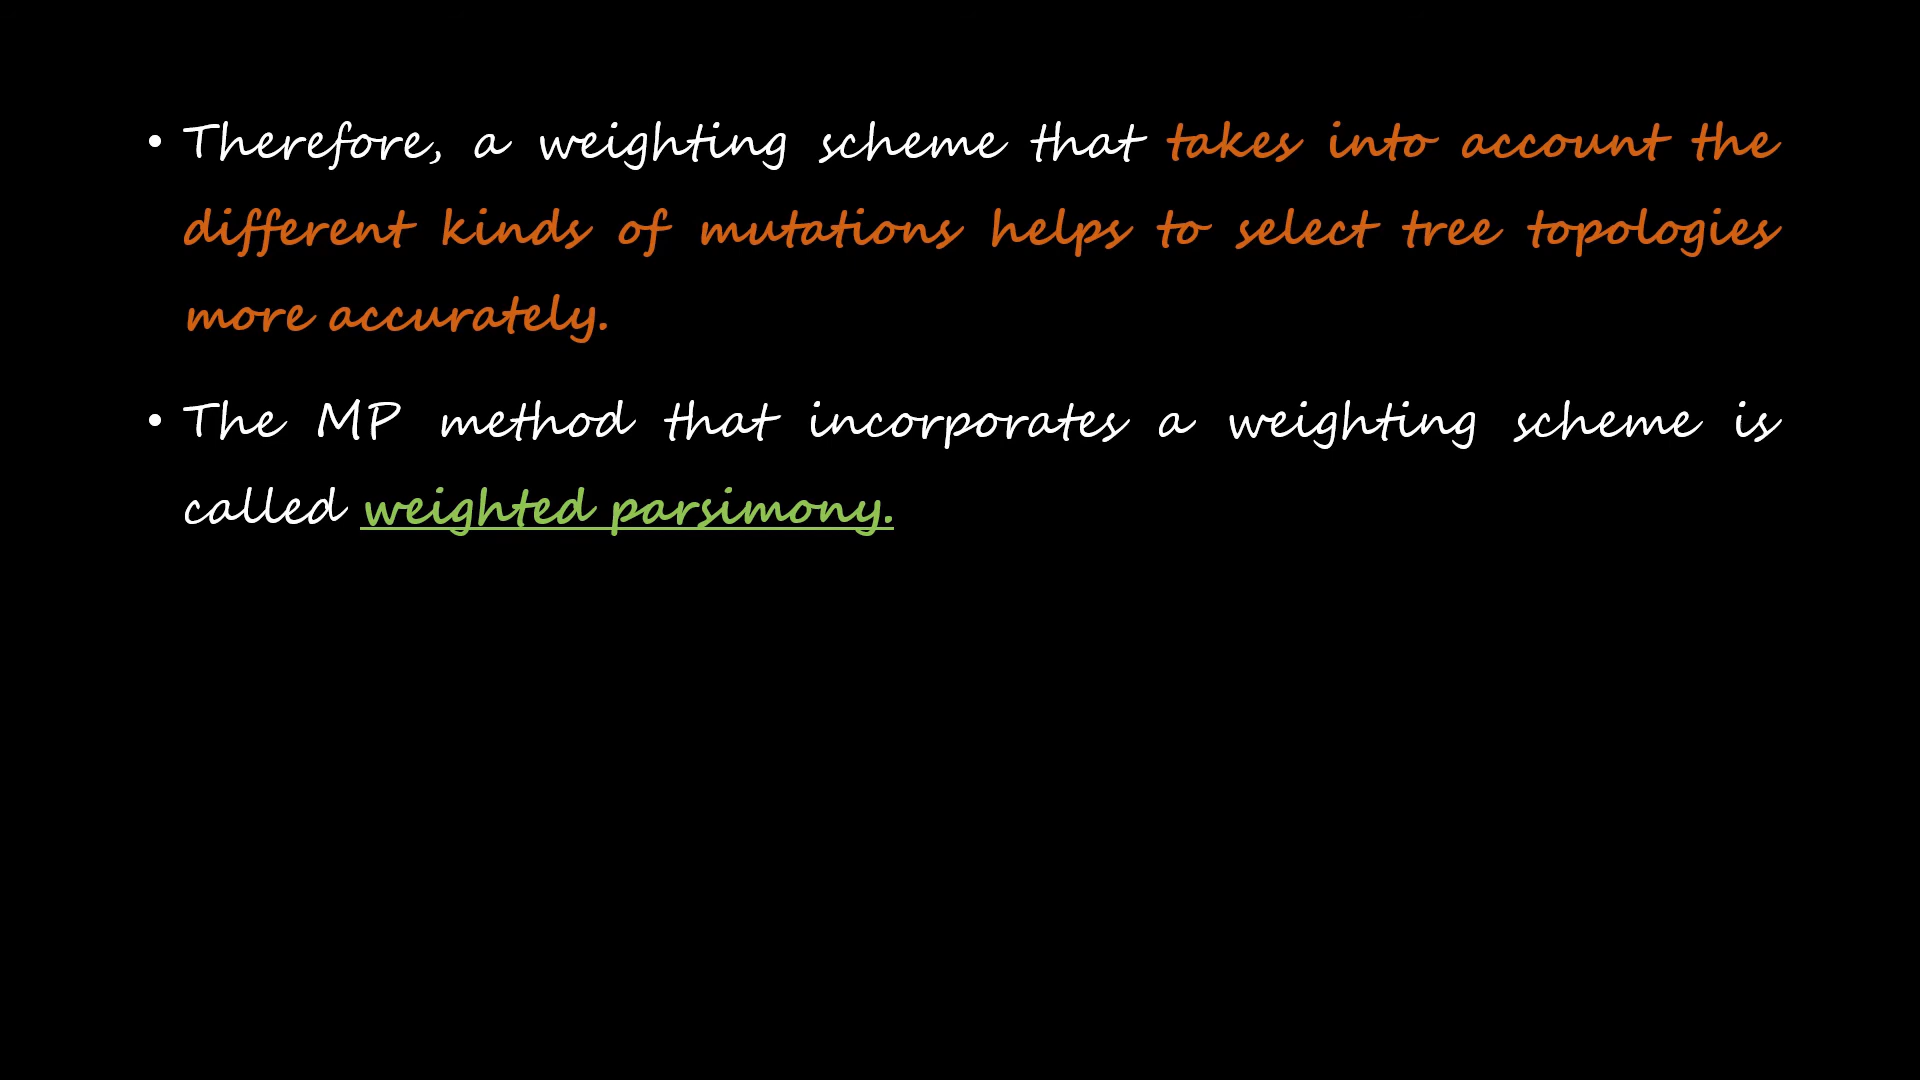 • Therefore, a weighting scheme that takes into account the
different kinds of mutations helps to select tree topologies
more accurately.
• The MP method that incorporates a weighting scheme is
called weighted parsimony.